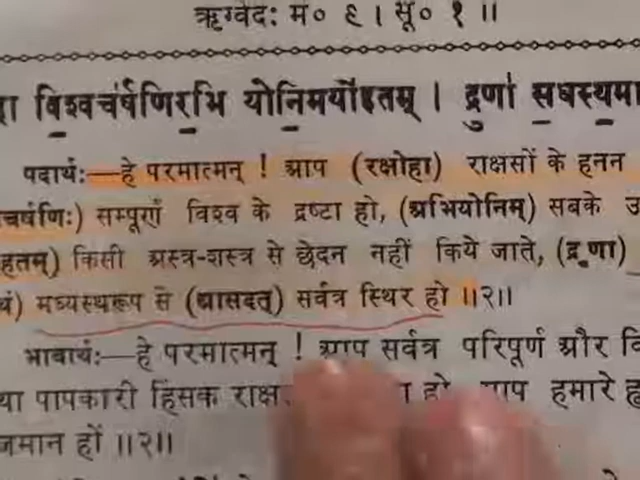 ऋग्वेद: म० ९ । सू० १ ॥
विश्वचर्षणिरभि योनिमयोहतम् । द्रुणा सधस्थमा
पदार्थः—हे परमात्मन् ! आप (रक्षोहा) राक्षसों के हनन
चर्षणिः) सम्पूर्ण विश्व के द्रष्टा हो, (अभियोनिम्) सबके उ
हतम्) किसी अस्त्र-शस्त्र से छेदन नहीं किये जाते, (द्रुणा)
थं) मध्यस्थरूप से (आसदत्) सर्वत्र स्थिर हो ॥२॥
भावार्थः—हे परमात्मन् ! आप सर्वत्र परिपूर्ण और वि
था पापकारी हिंसक राक्ष हो आप हमारे हृ
जमान हों ॥२॥